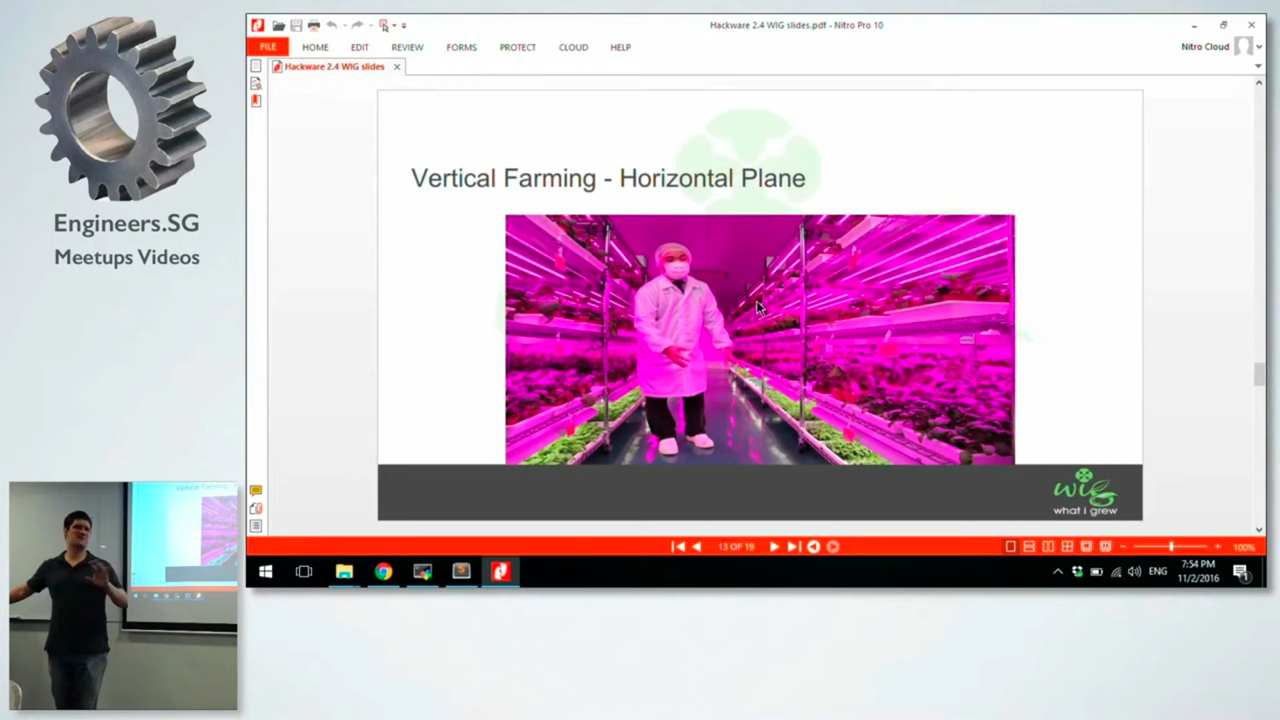 Hackware 2.4 WIG slides.pdf - Nitro Pro 10
FILE
HOME
EDIT
REVIEW
FORMS
PROTECT
CLOUD
HELP
Nitro Cloud
Hackware 2.4 WIG slides
Engineers.SG
Meetups Videos
Vertical Farming - Horizontal Plane
wig
what i grew
13 OF 19
100%
ENG
7:54 PM
11/2/2016
1